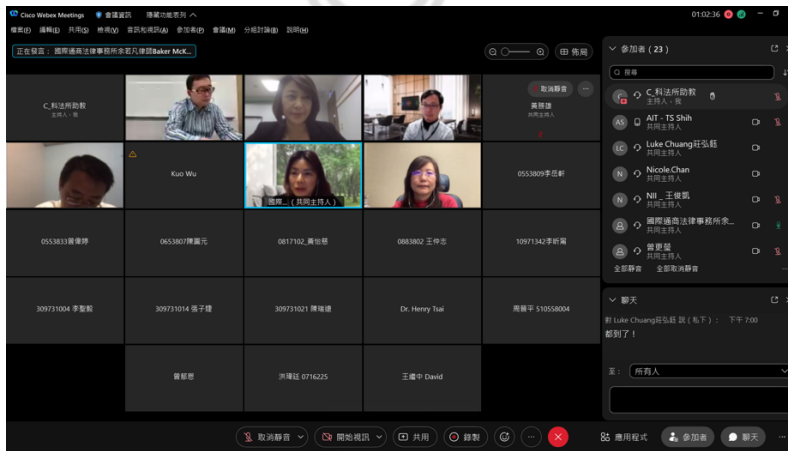 Cisco Webex Meetings 會議資訊 隱藏功能表列
01:02:36
檔案(F) 編輯(E) 共用(S) 檢視(V) 音訊和視訊(A) 參加者(P) 會議(M) 分組討論(B) 說明(H)
正在發言： 國際通商法律事務所余若凡律師Baker McK...
佈局
C_科法所助教
主持人，我
取消靜音
黃勝雄
共同主持人
Kuo Wu
國際...（共同主持人）
0553809李岳軒
0553833曾偉婷
0653807陳圜元
0817102_黃怡慈
0883802 王仲志
10971342李昕甯
309731004 李聖毅
309731014 張子捷
309731021 陳瑞遠
Dr. Henry Tsai
周爾平 510558004
曾郁恩
洪瑋廷 0716225
王繼中 David
參加者（23）
搜尋
C_科法所助教
主持人，我
AS AIT - TS Shih
共同主持人
LC Luke Chuang莊弘鈺
共同主持人
N Nicole.Chan
共同主持人
N NII _ 王俊凱
共同主持人
國際通商法律事務所余...
共同主持人
曾更瑩
共同主持人
全部靜音 全部取消靜音
聊天
對 Luke Chuang莊弘鈺 說（私下）： 下午 7:00
都到了！
至： 所有人
取消靜音 開始視訊 共用 錄製
應用程式 參加者 聊天